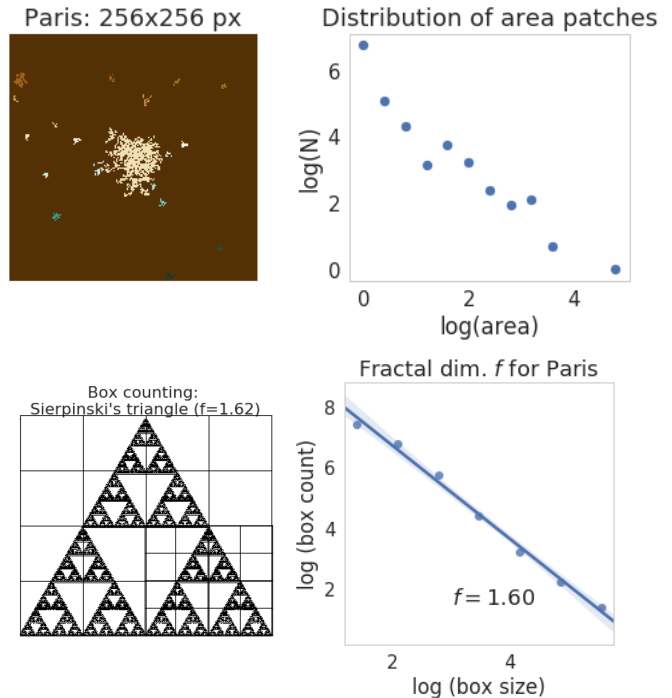 Paris: 256x256 px
Distribution of area patches
log(N)
6
4
2
0
0
2
4
log(area)
Box counting:
Sierpinski's triangle (f=1.62)
Fractal dim. f for Paris
log (box count)
8
6
4
2
f = 1.60
2
4
log (box size)